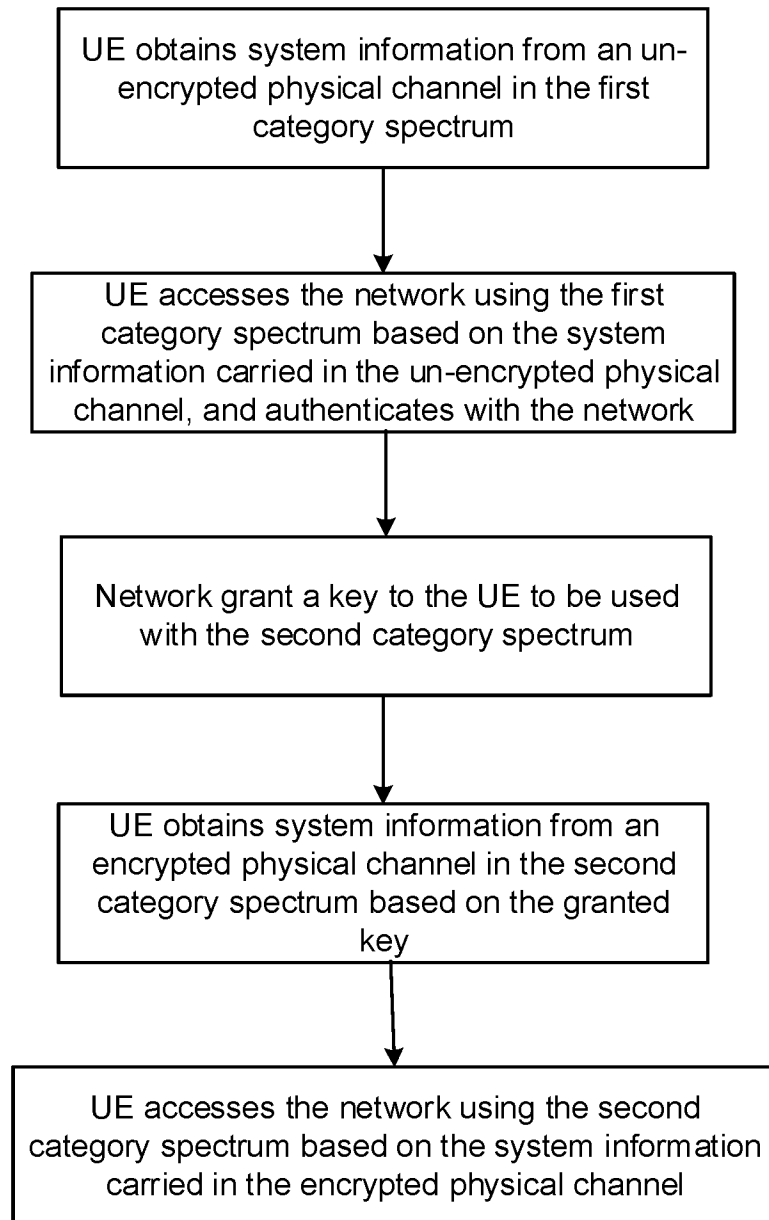 UE obtains system information from an un-
encrypted physical channel in the first
category spectrum
UE accesses the network using the first
category spectrum based on the system
information carried in the un-encrypted physical
channel, and authenticates with the network
Network grant a key to the UE to be used
with the second category spectrum
UE obtains system information from an
encrypted physical channel in the second
category spectrum based on the granted
key
UE accesses the network using the second
category spectrum based on the system information
carried in the encrypted physical channel